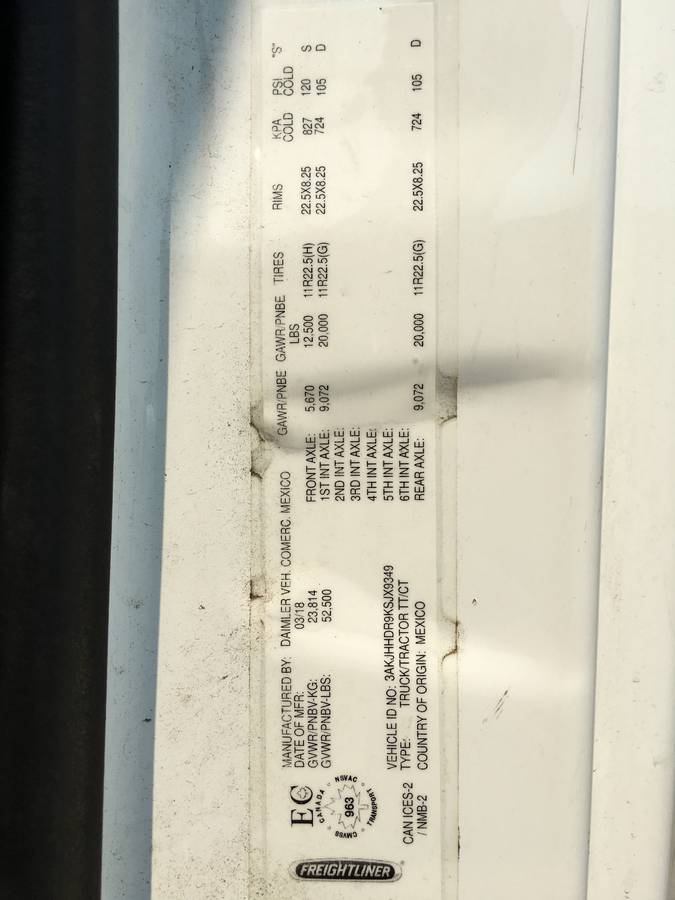 FREIGHTLINER
EC
CANADA
NSVAC
TRANSPORT
CMVSS
963
CAN ICES-2
/ NMB-2
MANUFACTURED BY: DAIMLER VEH. COMERC. MEXICO
DATE OF MFR: 03/18
GVWR/PNBV-KG: 23,814
GVWR/PNBV-LBS: 52,500
VEHICLE ID NO: 3AKJHHDR9KSJX9349
TYPE: TRUCK/TRACTOR TT/CT
COUNTRY OF ORIGIN: MEXICO
GAWR/PNBE GAWR/PNBE TIRES RIMS KPA PSI "S"
LBS COLD COLD
FRONT AXLE: 5,670 12,500 11R22.5(H) 22.5X8.25 827 120 S
1ST INT AXLE: 9,072 20,000 11R22.5(G) 22.5X8.25 724 105 D
2ND INT AXLE:
3RD INT AXLE:
4TH INT AXLE:
5TH INT AXLE:
6TH INT AXLE:
REAR AXLE: 9,072 20,000 11R22.5(G) 22.5X8.25 724 105 D